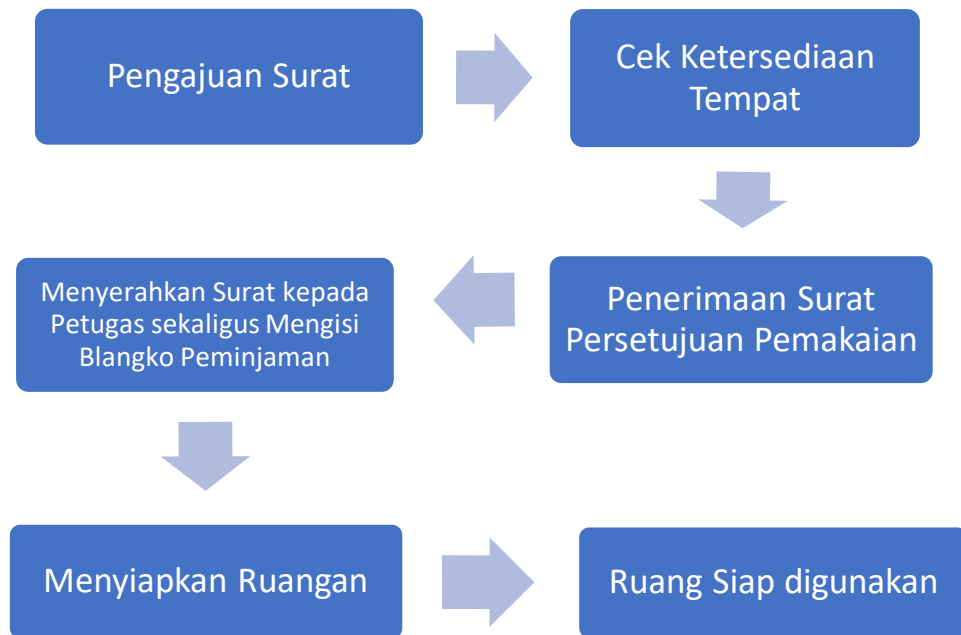 Pengajuan Surat
Cek Ketersediaan
Tempat
Penerimaan Surat
Persetujuan Pemakaian
Menyerahkan Surat kepada
Petugas sekaligus Mengisi
Blangko Peminjaman
Menyiapkan Ruangan
Ruang Siap digunakan